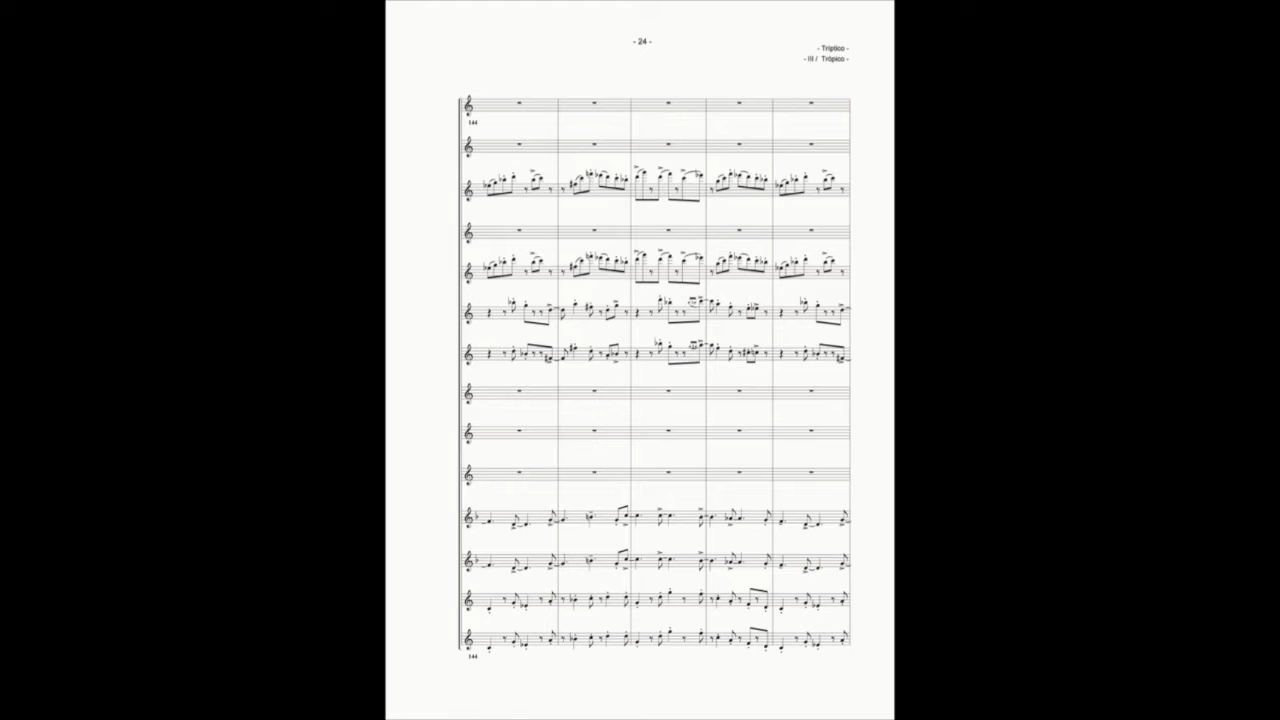 - 24 -
- Tríptico -
- III / Trópico -
144
144